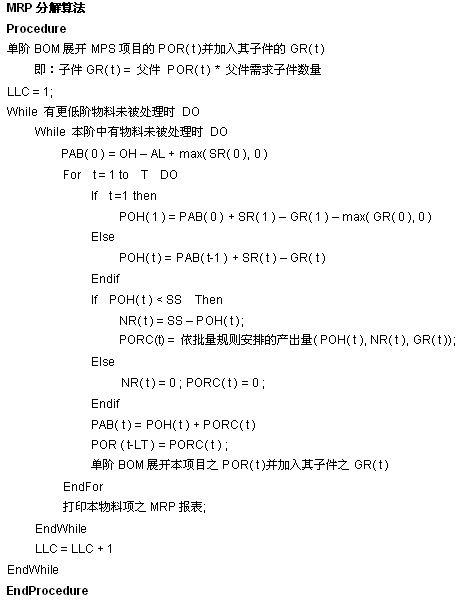 MRP 分解算法
Procedure
单阶 BOM 展开 MPS 项目的 POR( t )并加入其子件的 GR( t )
即：子件 GR( t ) = 父件 POR( t ) * 父件需求子件数量
LLC = 1;
While 有更低阶物料未被处理时 DO
While 本阶中有物料未被处理时 DO
PAB( 0 ) = OH – AL + max( SR( 0 ), 0 )
For t = 1 to T DO
If t =1 then
POH( 1 ) = PAB( 0 ) + SR( 1 ) – GR( 1 ) – max( GR( 0 ), 0 )
Else
POH( t ) = PAB( t-1 ) + SR( t ) – GR( t )
Endif
If POH( t ) < SS Then
NR( t ) = SS – POH( t );
PORC(t) = 依批量规则安排的产出量( POH( t ), NR( t ), GR( t ));
Else
NR( t ) = 0 ; PORC( t ) = 0 ;
Endif
PAB( t ) = POH( t ) + PORC( t )
POR ( t-LT ) = PORC( t ) ;
单阶 BOM 展开本项目之 POR( t )并加入其子件之 GR( t )
EndFor
打印本物料项之 MRP 报表;
EndWhile
LLC = LLC + 1
EndWhile
EndProcedure